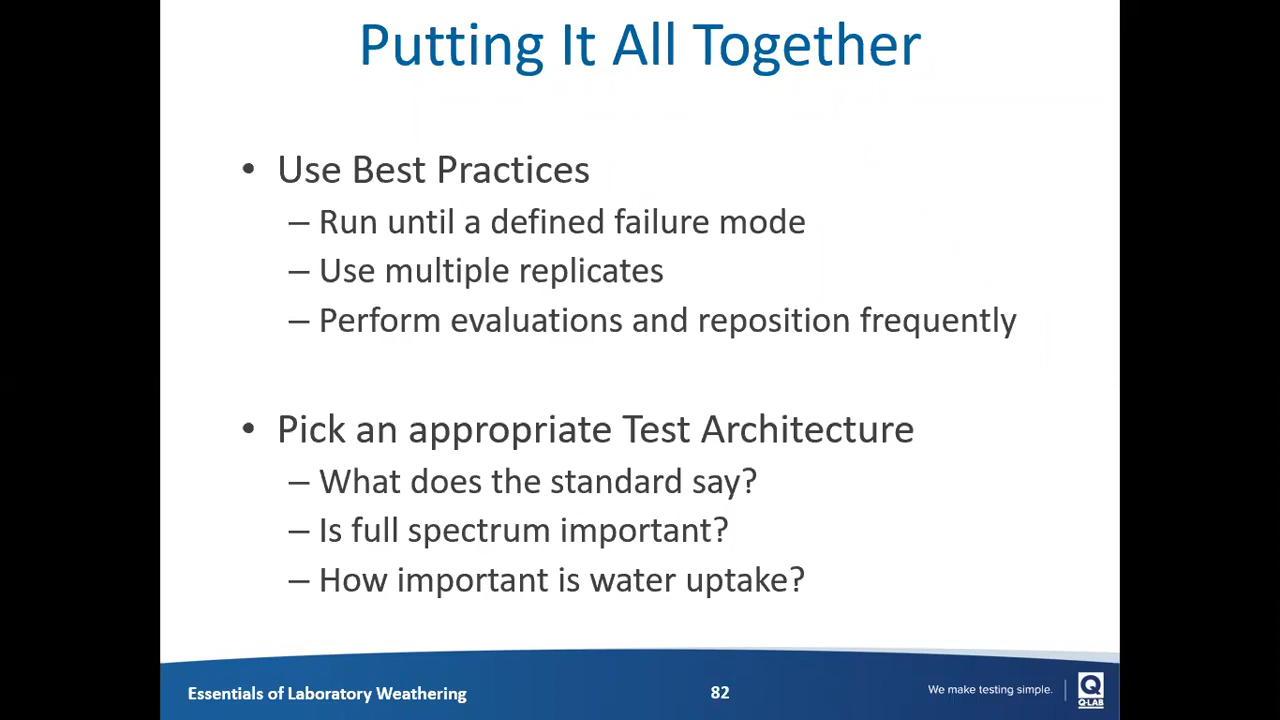 Putting It All Together
• Use Best Practices
– Run until a defined failure mode
– Use multiple replicates
– Perform evaluations and reposition frequently
• Pick an appropriate Test Architecture
– What does the standard say?
– Is full spectrum important?
– How important is water uptake?
Essentials of Laboratory Weathering
82
We make testing simple.
Q
Q-LAB